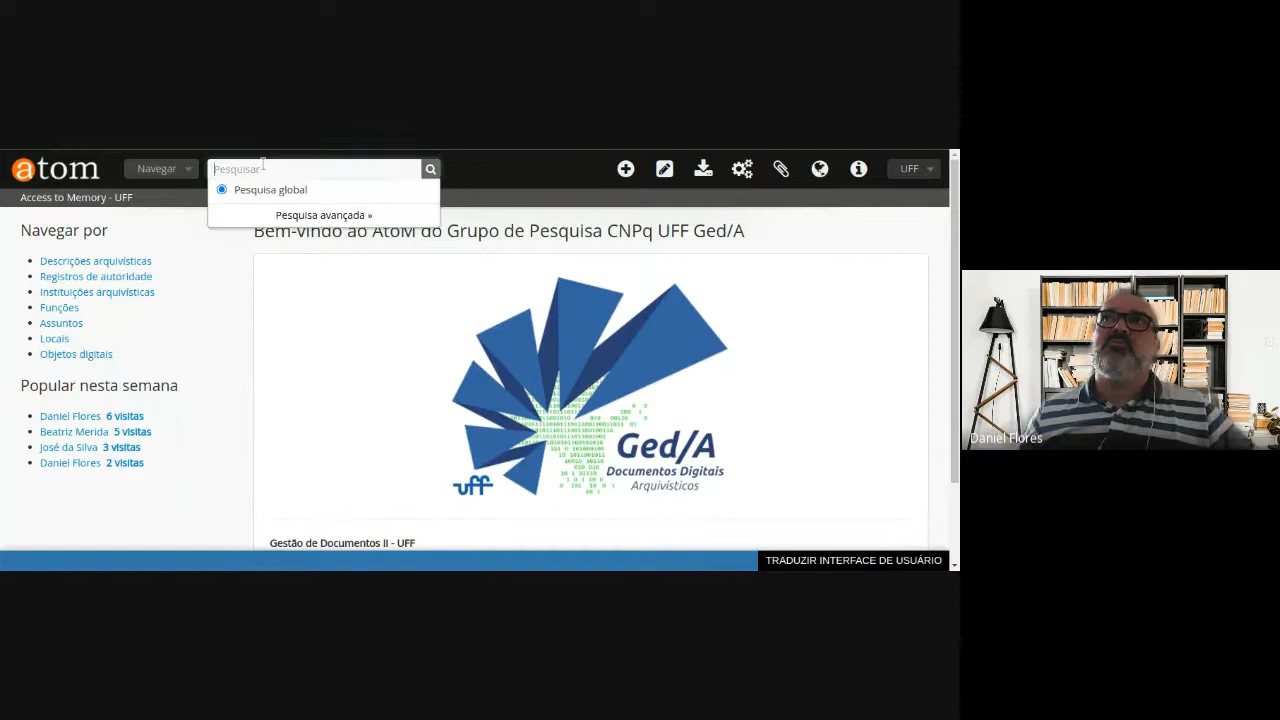 atom
Navegar
Pesquisar
UFF
Pesquisa global
Pesquisa avançada »
Access to Memory - UFF
Navegar por
Descrições arquivísticas
Registros de autoridade
Instituições arquivísticas
Funções
Assuntos
Locais
Objetos digitais
Popular nesta semana
Daniel Flores 6 visitas
Beatriz Merida 5 visitas
José da Silva 3 visitas
Daniel Flores 2 visitas
Bem-vindo ao AtoM do Grupo de Pesquisa CNPq UFF Ged/A
Ged/A
Documentos Digitais
Arquivísticos
uff
Gestão de Documentos II - UFF
TRADUZIR INTERFACE DE USUÁRIO
Daniel Flores